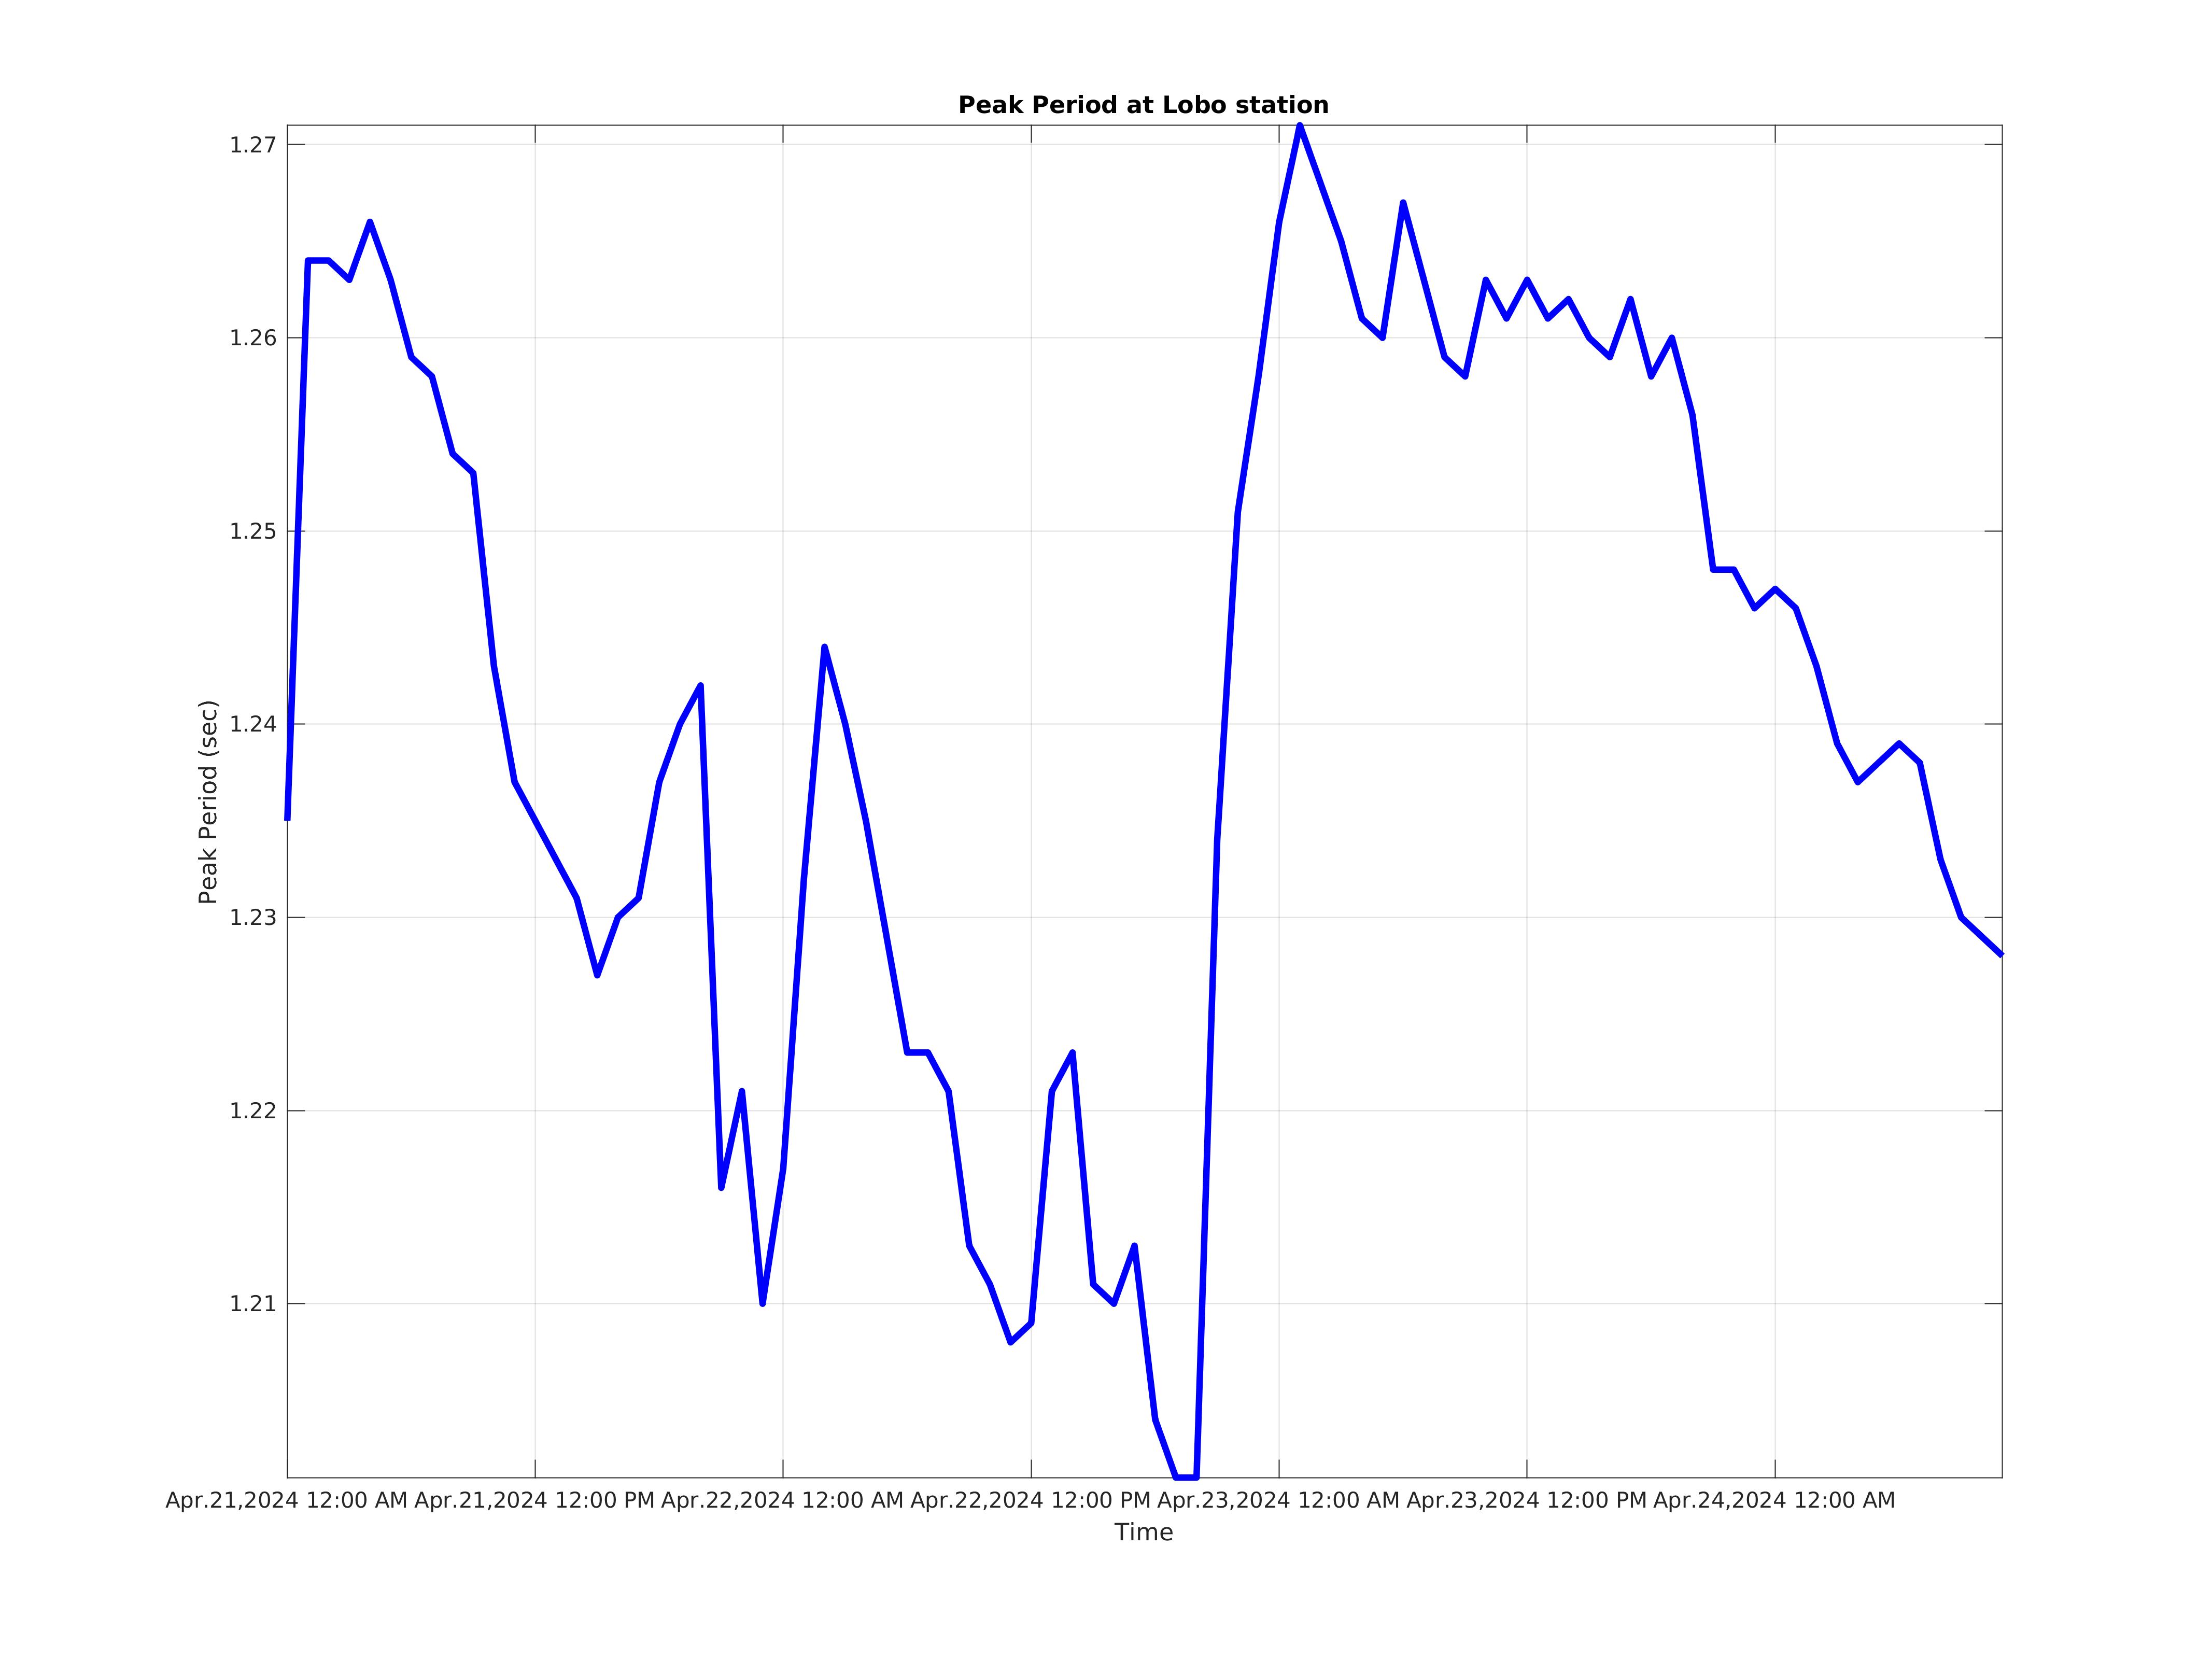 Peak Period at Lobo station
1.27
1.26
1.25
1.24
1.23
1.22
1.21
Peak Period (sec)
Apr.21,2024 12:00 AM Apr.21,2024 12:00 PM Apr.22,2024 12:00 AM Apr.22,2024 12:00 PM Apr.23,2024 12:00 AM Apr.23,2024 12:00 PM Apr.24,2024 12:00 AM
Time